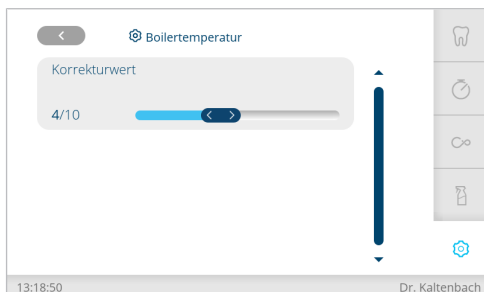 Boilertemperatur
Korrekturwert
4/10
13:18:50
Dr. Kaltenbach